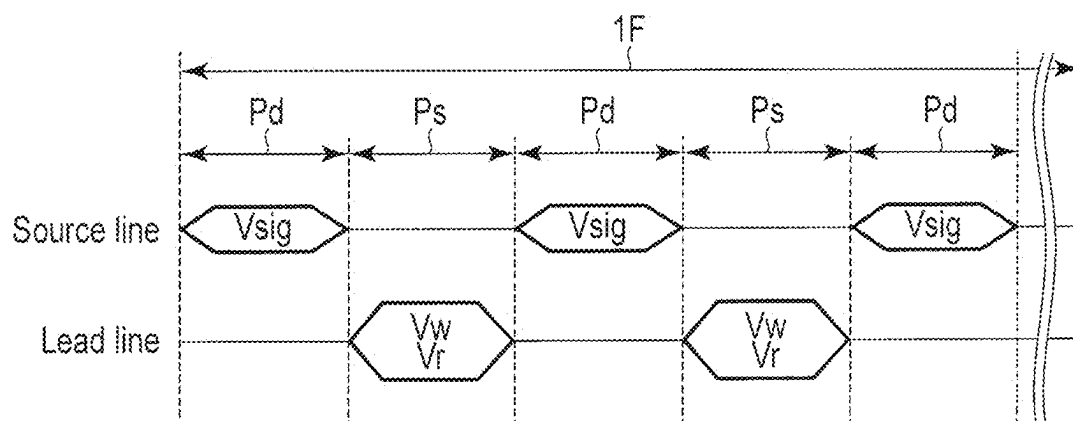 1F
Pd Ps Pd Ps Pd
Source line Vsig Vsig Vsig
Lead line Vw Vw
Vr Vr